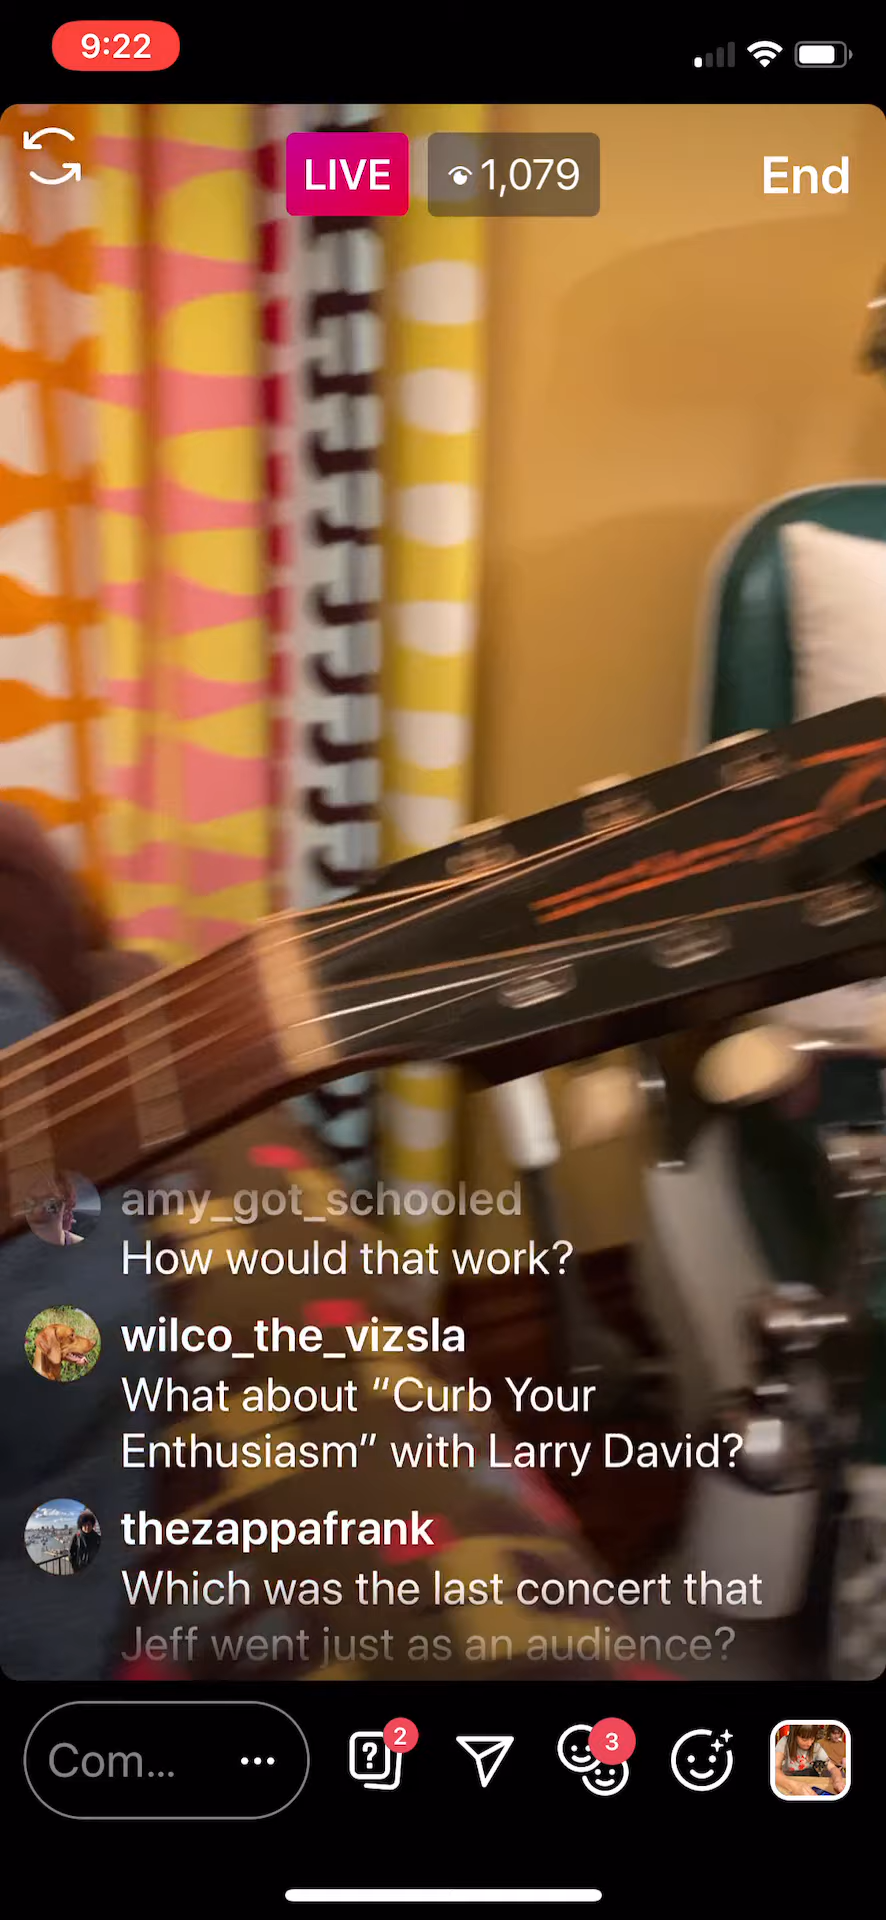 9:22
LIVE
1,079
End
amy_got_schooled
How would that work?
wilco_the_vizsla
What about “Curb Your
Enthusiasm” with Larry David?
thezappafrank
Which was the last concert that
Jeff went just as an audience?
Com...
2
3